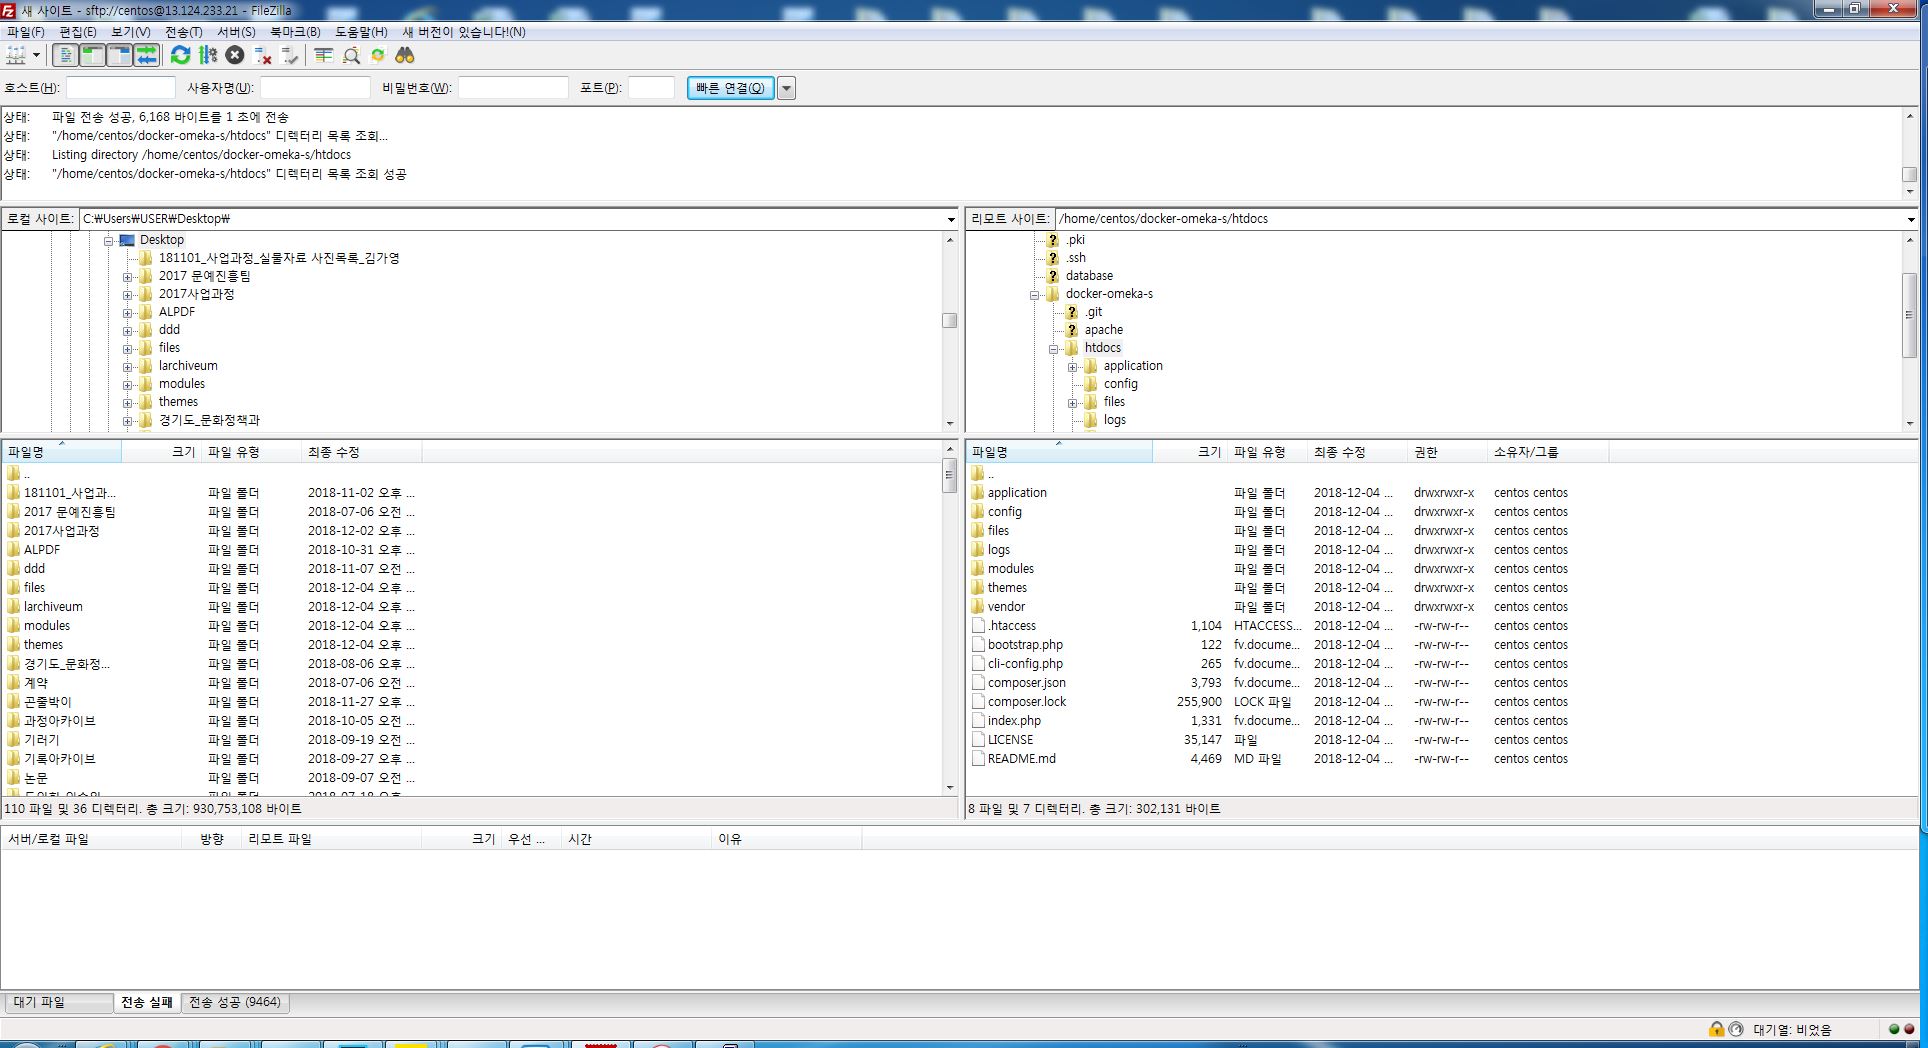 새 사이트 - sftp://centos@13.124.233.21 - FileZilla
파일(F) 편집(E) 보기(V) 전송(T) 서버(S) 북마크(B) 도움말(H) 새 버전이 있습니다!(N)
호스트(H): 사용자명(U): 비밀번호(W): 포트(P): 빠른 연결(Q)
상태: 파일 전송 성공, 6,168 바이트를 1 초에 전송
상태: "/home/centos/docker-omeka-s/htdocs" 디렉터리 목록 조회...
상태: Listing directory /home/centos/docker-omeka-s/htdocs
상태: "/home/centos/docker-omeka-s/htdocs" 디렉터리 목록 조회 성공
로컬 사이트: C:₩Users₩USER₩Desktop₩
Desktop
181101_사업과정_실물자료 사진목록_김가영
2017 문예진흥팀
2017사업과정
ALPDF
ddd
files
larchiveum
modules
themes
경기도_문화정책과
리모트 사이트: /home/centos/docker-omeka-s/htdocs
.pki
.ssh
database
docker-omeka-s
.git
apache
htdocs
application
config
files
logs
파일명 크기 파일 유형 최종 수정
..
181101_사업과... 파일 폴더 2018-11-02 오후 ...
2017 문예진흥팀 파일 폴더 2018-07-06 오전 ...
2017사업과정 파일 폴더 2018-12-02 오후 ...
ALPDF 파일 폴더 2018-10-31 오후 ...
ddd 파일 폴더 2018-11-07 오전 ...
files 파일 폴더 2018-12-04 오후 ...
larchiveum 파일 폴더 2018-12-04 오후 ...
modules 파일 폴더 2018-12-04 오후 ...
themes 파일 폴더 2018-12-04 오후 ...
경기도_문화정... 파일 폴더 2018-08-06 오후 ...
계약 파일 폴더 2018-07-06 오전 ...
곤줄박이 파일 폴더 2018-11-27 오후 ...
과정아카이브 파일 폴더 2018-10-05 오전 ...
기러기 파일 폴더 2018-09-19 오전 ...
기록아카이브 파일 폴더 2018-09-27 오후 ...
논문 파일 폴더 2018-09-07 오전 ...
110 파일 및 36 디렉터리. 총 크기: 930,753,108 바이트
파일명 크기 파일 유형 최종 수정 권한 소유자/그룹
..
application 파일 폴더 2018-12-04 ... drwxrwxr-x centos centos
config 파일 폴더 2018-12-04 ... drwxrwxr-x centos centos
files 파일 폴더 2018-12-04 ... drwxrwxr-x centos centos
logs 파일 폴더 2018-12-04 ... drwxrwxr-x centos centos
modules 파일 폴더 2018-12-04 ... drwxrwxr-x centos centos
themes 파일 폴더 2018-12-04 ... drwxrwxr-x centos centos
vendor 파일 폴더 2018-12-04 ... drwxrwxr-x centos centos
.htaccess 1,104 HTACCESS... 2018-12-04 ... -rw-rw-r-- centos centos
bootstrap.php 122 fv.docume... 2018-12-04 ... -rw-rw-r-- centos centos
cli-config.php 265 fv.docume... 2018-12-04 ... -rw-rw-r-- centos centos
composer.json 3,793 fv.docume... 2018-12-04 ... -rw-rw-r-- centos centos
composer.lock 255,900 LOCK 파일 2018-12-04 ... -rw-rw-r-- centos centos
index.php 1,331 fv.docume... 2018-12-04 ... -rw-rw-r-- centos centos
LICENSE 35,147 파일 2018-12-04 ... -rw-rw-r-- centos centos
README.md 4,469 MD 파일 2018-12-04 ... -rw-rw-r-- centos centos
8 파일 및 7 디렉터리. 총 크기: 302,131 바이트
서버/로컬 파일 방향 리모트 파일 크기 우선 ... 시간 이유
대기 파일 전송 실패 전송 성공 (9464)
대기열: 비었음